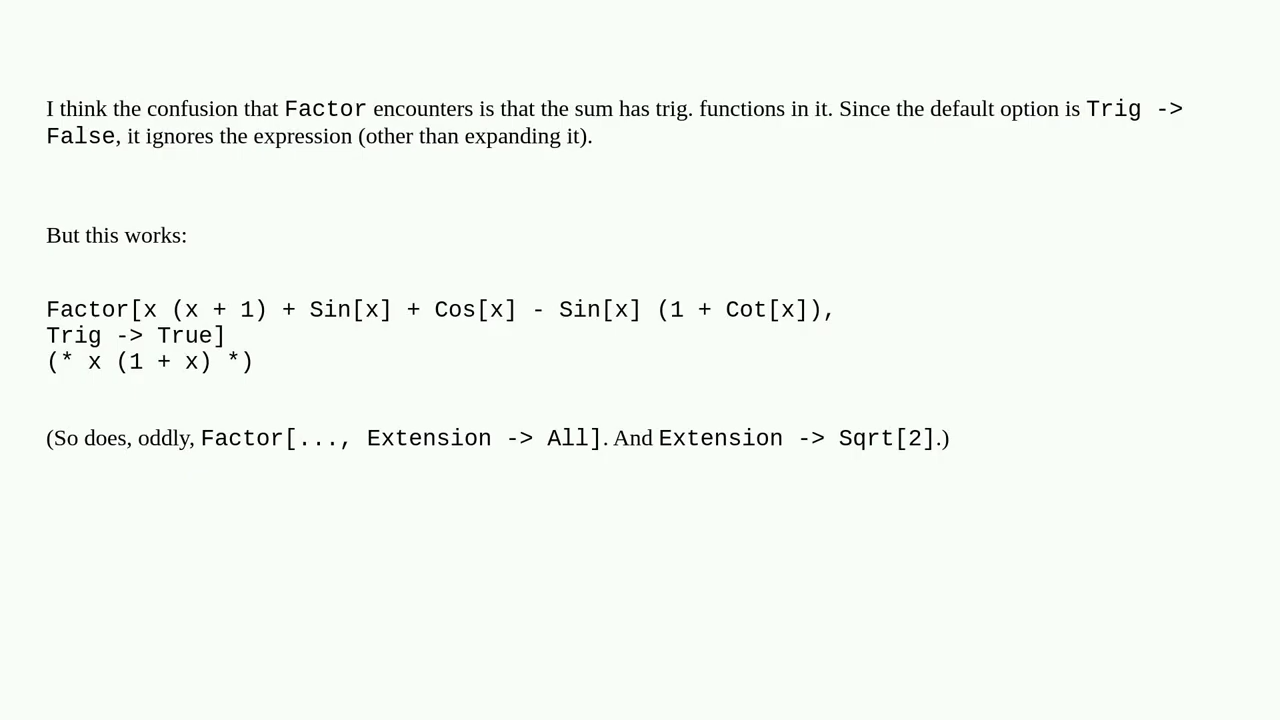 I think the confusion that Factor encounters is that the sum has trig. functions in it. Since the default option is Trig ->
False, it ignores the expression (other than expanding it).
But this works:
Factor[x (x + 1) + Sin[x] + Cos[x] - Sin[x] (1 + Cot[x]),
Trig -> True]
(* x (1 + x) *)
(So does, oddly, Factor[..., Extension -> All]. And Extension -> Sqrt[2].)